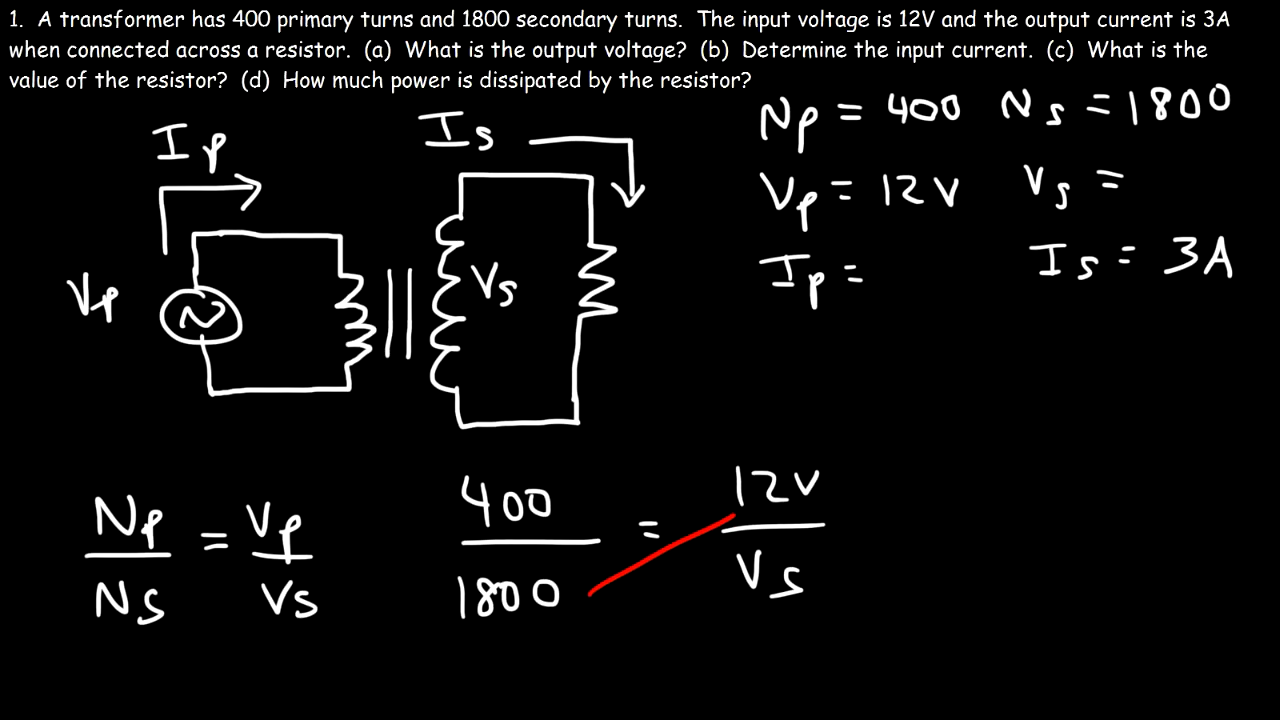 1. A transformer has 400 primary turns and 1800 secondary turns. The input voltage is 12V and the output current is 3A
when connected across a resistor. (a) What is the output voltage? (b) Determine the input current. (c) What is the
value of the resistor? (d) How much power is dissipated by the resistor?
Np = 400 Ns = 1800
Ip
Is
Vp = 12V Vs =
Ip = Is = 3A
Vp
Vs
Np/Ns = Vp/Vs
400/1800 = 12V/Vs